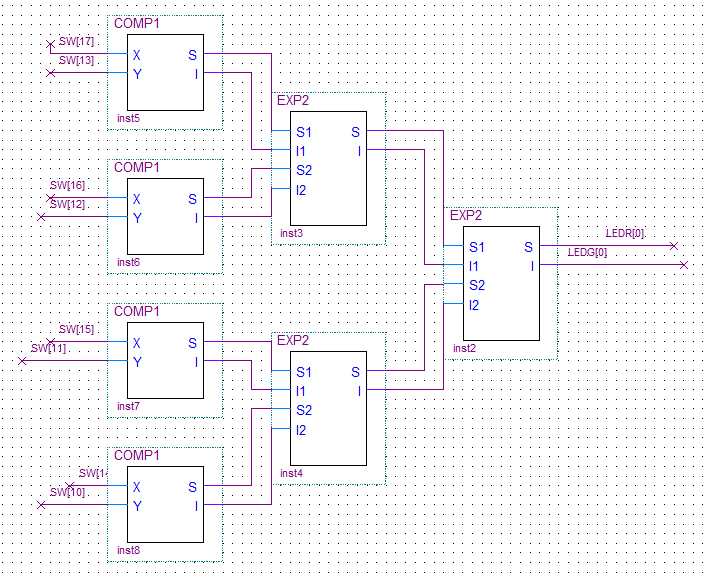 COMP1
SW[17]
X S
SW[13]
Y I
inst5
EXP2
S1 S
I1 I
S2
I2
inst3
COMP1
SW[16]
X S
SW[12]
Y I
inst6
EXP2
LEDR[0]
S1 S
LEDG[0]
I1 I
S2
I2
inst2
COMP1
SW[15]
X S
SW[11]
Y I
inst7
EXP2
S1 S
I1 I
S2
I2
inst4
COMP1
X S
SW[10]
Y I
inst8